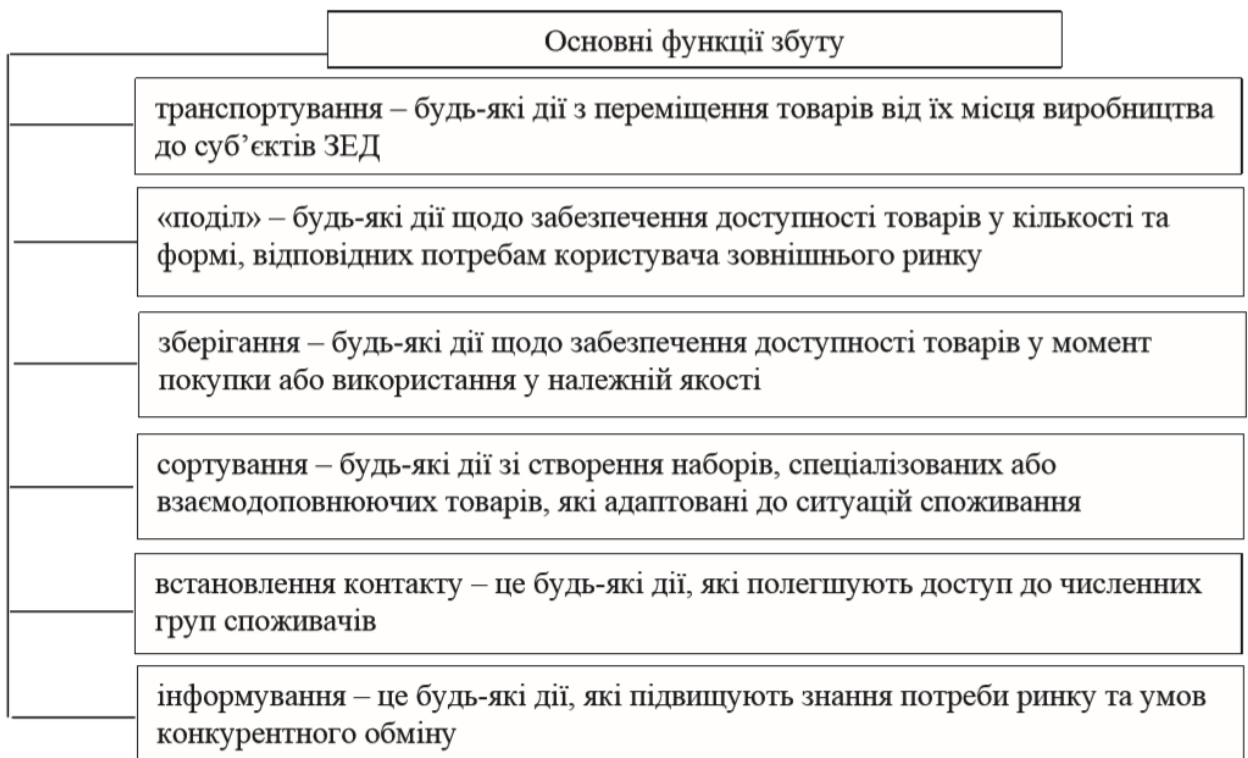 Основні функції збуту
транспортування – будь-які дії з переміщення товарів від їх місця виробництва
до суб’єктів ЗЕД
«поділ» – будь-які дії щодо забезпечення доступності товарів у кількості та
формі, відповідних потребам користувача зовнішнього ринку
зберігання – будь-які дії щодо забезпечення доступності товарів у момент
покупки або використання у належній якості
сортування – будь-які дії зі створення наборів, спеціалізованих або
взаємодоповнюючих товарів, які адаптовані до ситуацій споживання
встановлення контакту – це будь-які дії, які полегшують доступ до численних
груп споживачів
інформування – це будь-які дії, які підвищують знання потреби ринку та умов
конкурентного обміну